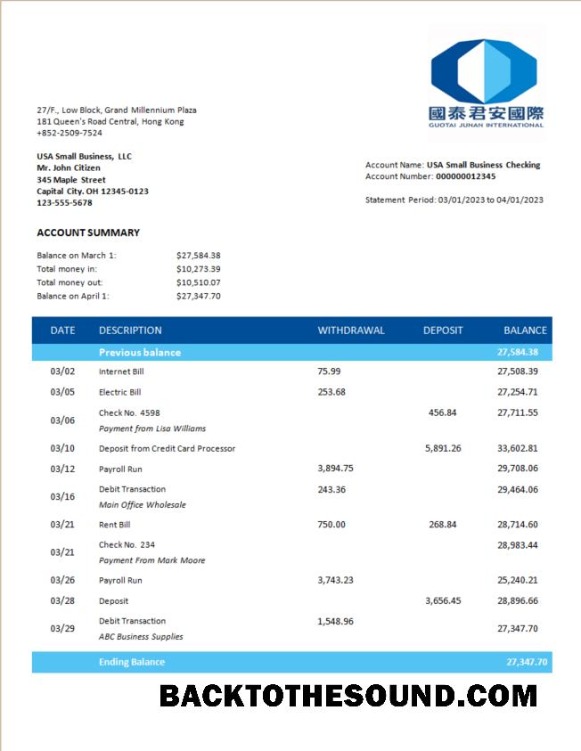 國泰君安國際
GUOTAI JUNAN INTERNATIONAL
27/F., Low Block, Grand Millennium Plaza
181 Queen's Road Central, Hong Kong
+852-2509-7524
USA Small Business, LLC
Mr. John Citizen
345 Maple Street
Capital City. OH 12345-0123
123-555-5678
Account Name: USA Small Business Checking
Account Number: 000000012345
Statement Period: 03/01/2023 to 04/01/2023
ACCOUNT SUMMARY
Balance on March 1: $27,584.38
Total money in: $10,273.39
Total money out: $10,510.07
Balance on April 1: $27,347.70
DATE DESCRIPTION WITHDRAWAL DEPOSIT BALANCE
Previous balance 27,584.38
03/02 Internet Bill 75.99 27,508.39
03/05 Electric Bill 253.68 27,254.71
03/06 Check No. 4598 456.84 27,711.55
Payment from Lisa Williams
03/10 Deposit from Credit Card Processor 5,891.26 33,602.81
03/12 Payroll Run 3,894.75 29,708.06
03/16 Debit Transaction 243.36 29,464.06
Main Office Wholesale
03/21 Rent Bill 750.00 268.84 28,714.60
03/21 Check No. 234 28,983.44
Payment From Mark Moore
03/26 Payroll Run 3,743.23 25,240.21
03/28 Deposit 3,656.45 28,896.66
03/29 Debit Transaction 1,548.96 27,347.70
ABC Business Supplies
Ending Balance 27,347.70
BACKTOTHESOUND.COM